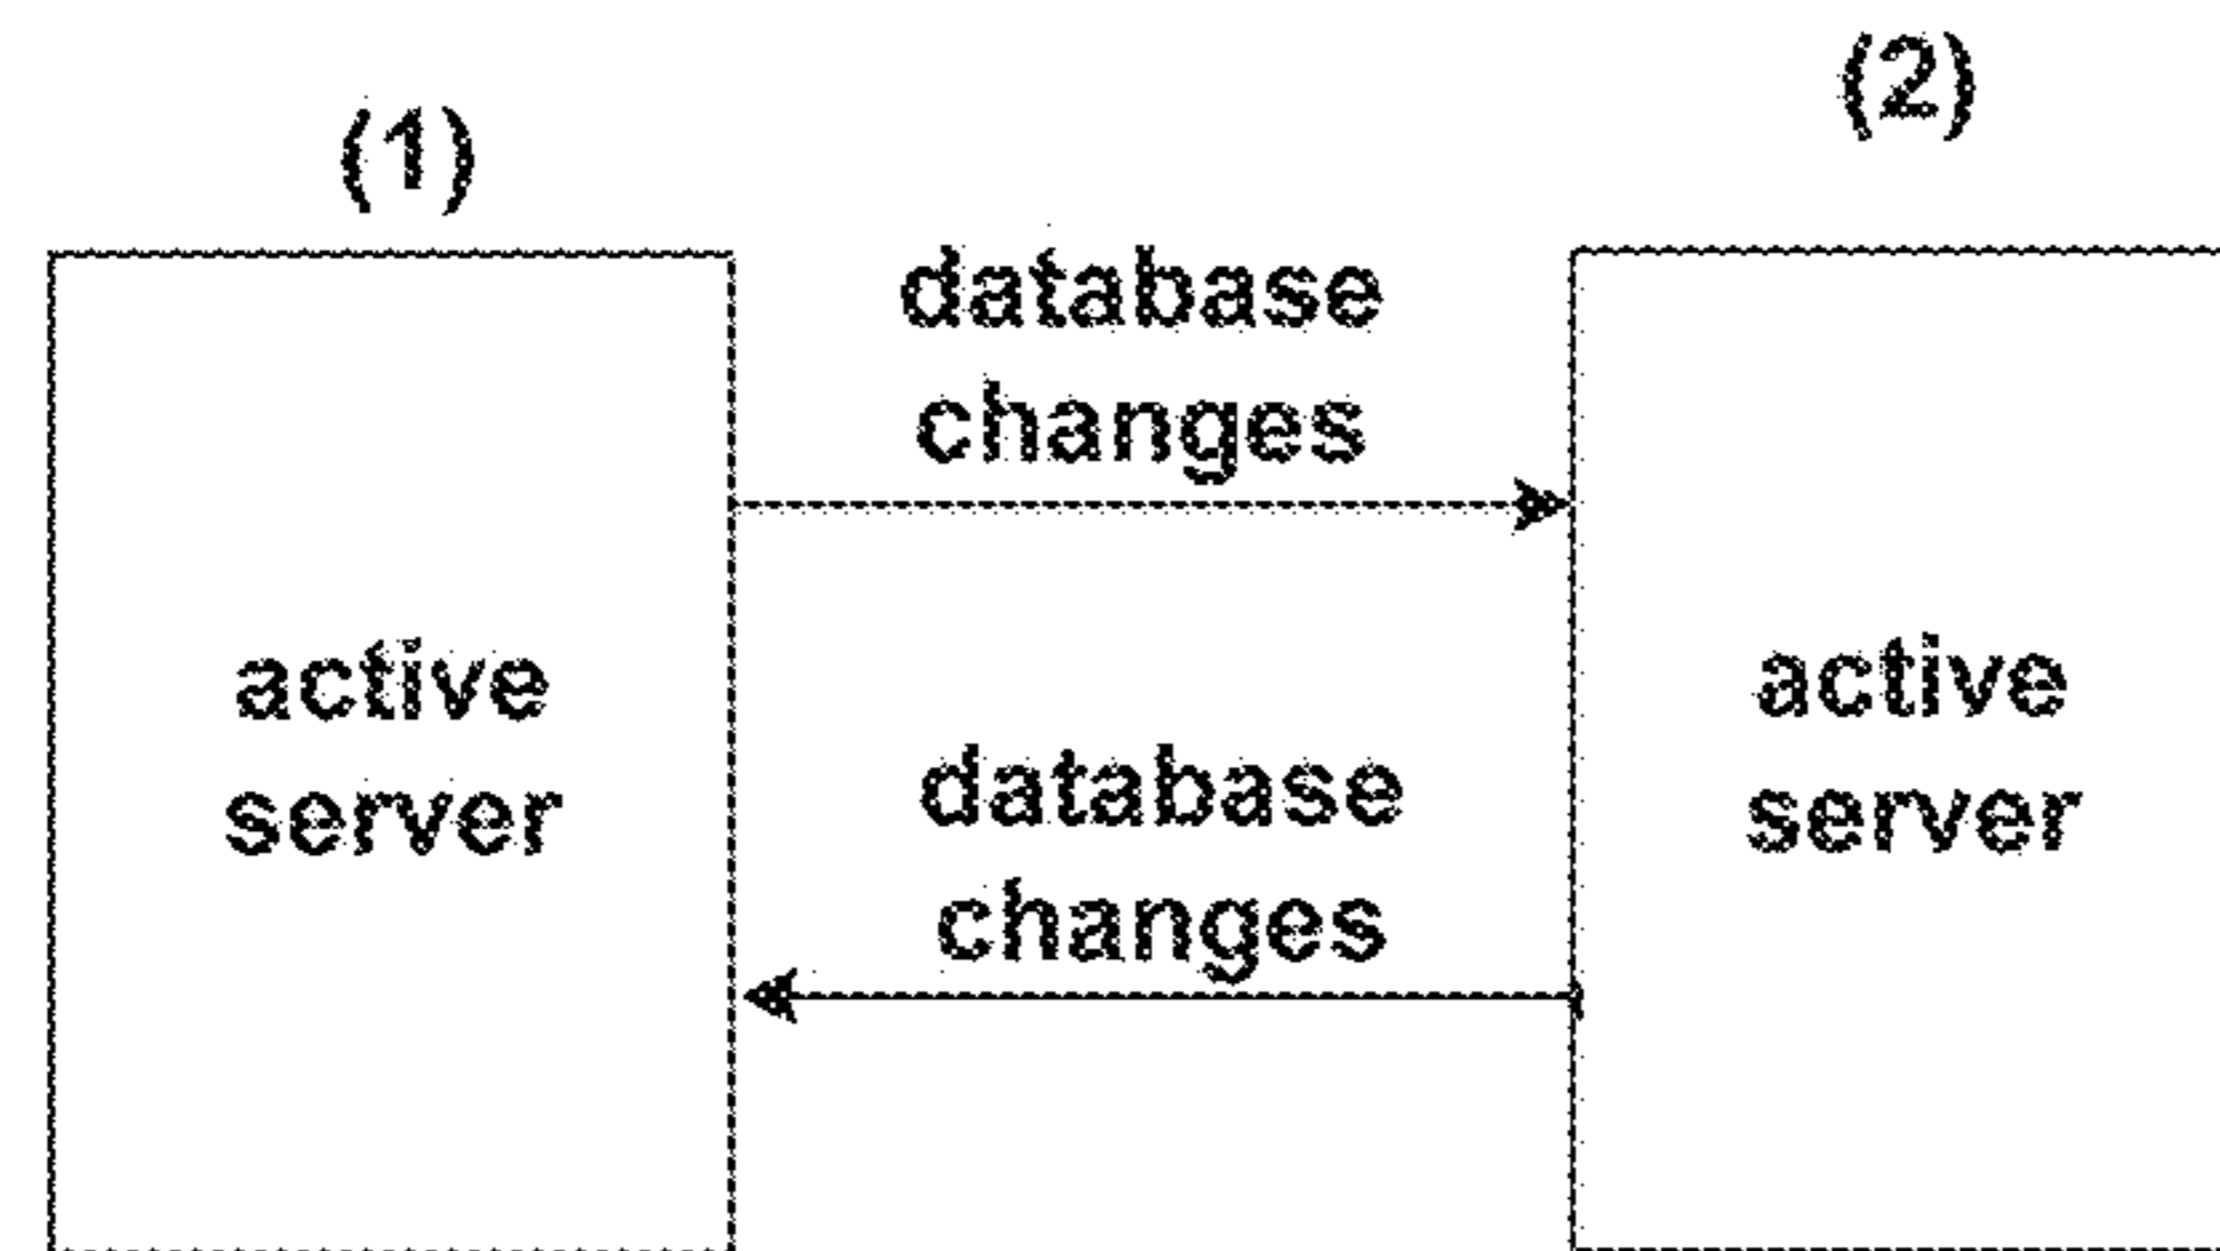 (1)
(2)
database
changes
active
server
active
server
database
changes